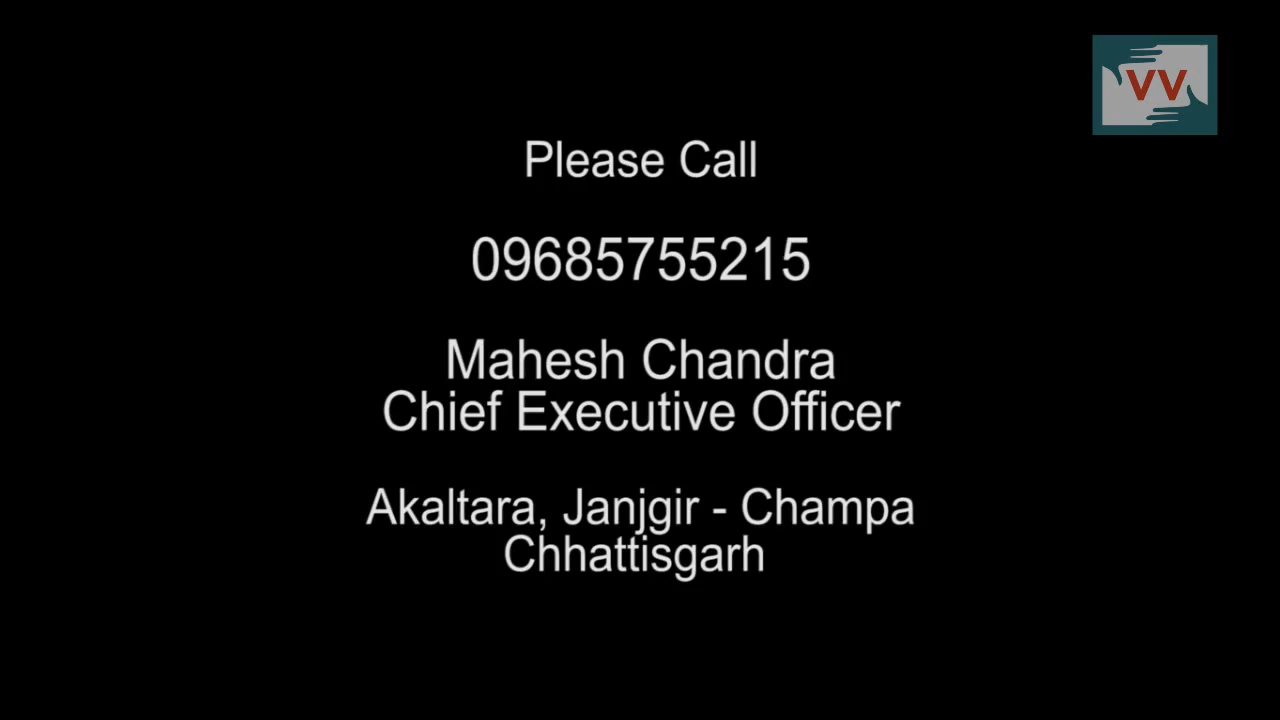 VV
Please Call
09685755215
Mahesh Chandra
Chief Executive Officer
Akaltara, Janjgir - Champa
Chhattisgarh